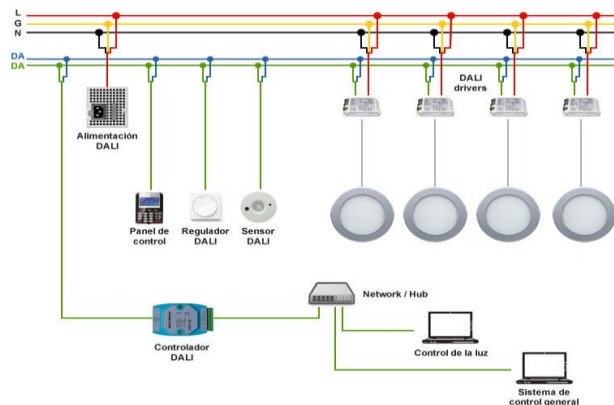 L
G
N
DA
DA
DALI
drivers
Alimentación
DALI
Panel de
control
Regulador
DALI
Sensor
DALI
Network / Hub
Controlador
DALI
Control de la luz
Sistema de
control general